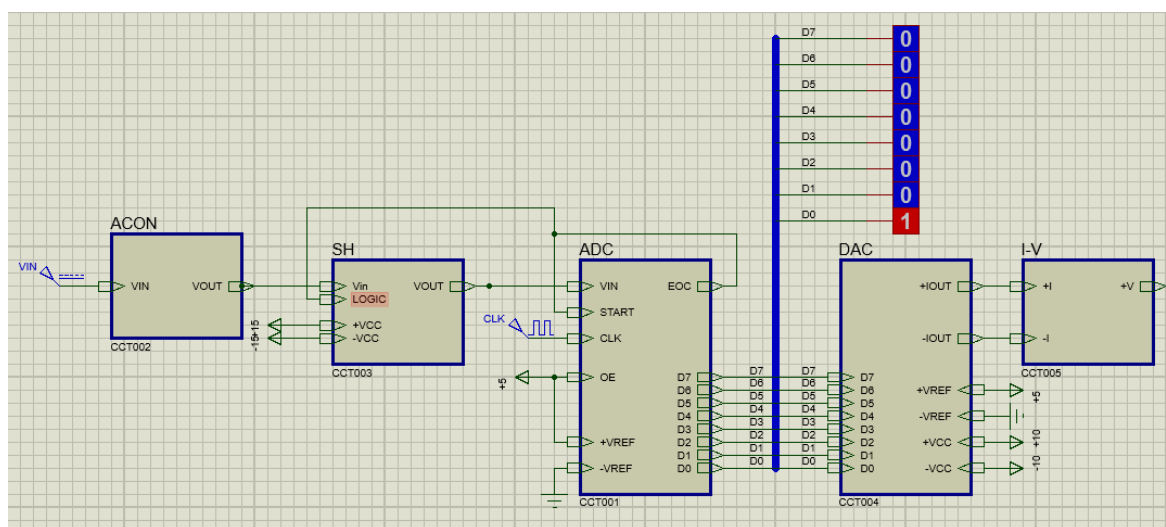 D7 0
D6 0
D5 0
D4 0
D3 0
D2 0
D1 0
D0 1
ACON
VIN
VIN VOUT
CCT002
SH
Vin VOUT
LOGIC
+VCC
-VCC
+15
-15
CCT003
CLK
ADC
VIN EOC
START
CLK
OE
+5
+VREF
-VREF
D7
D6
D5
D4
D3
D2
D1
D0
CCT001
D7 D7
D6 D6
D5 D5
D4 D4
D3 D3
D2 D2
D1 D1
D0 D0
DAC
+IOUT
-IOUT
D7
D6 +VREF
D5
D4 -VREF
D3
D2 +VCC
D1
D0 -VCC
+5
+10
-10
CCT004
I-V
+I +V
-I
CCT005